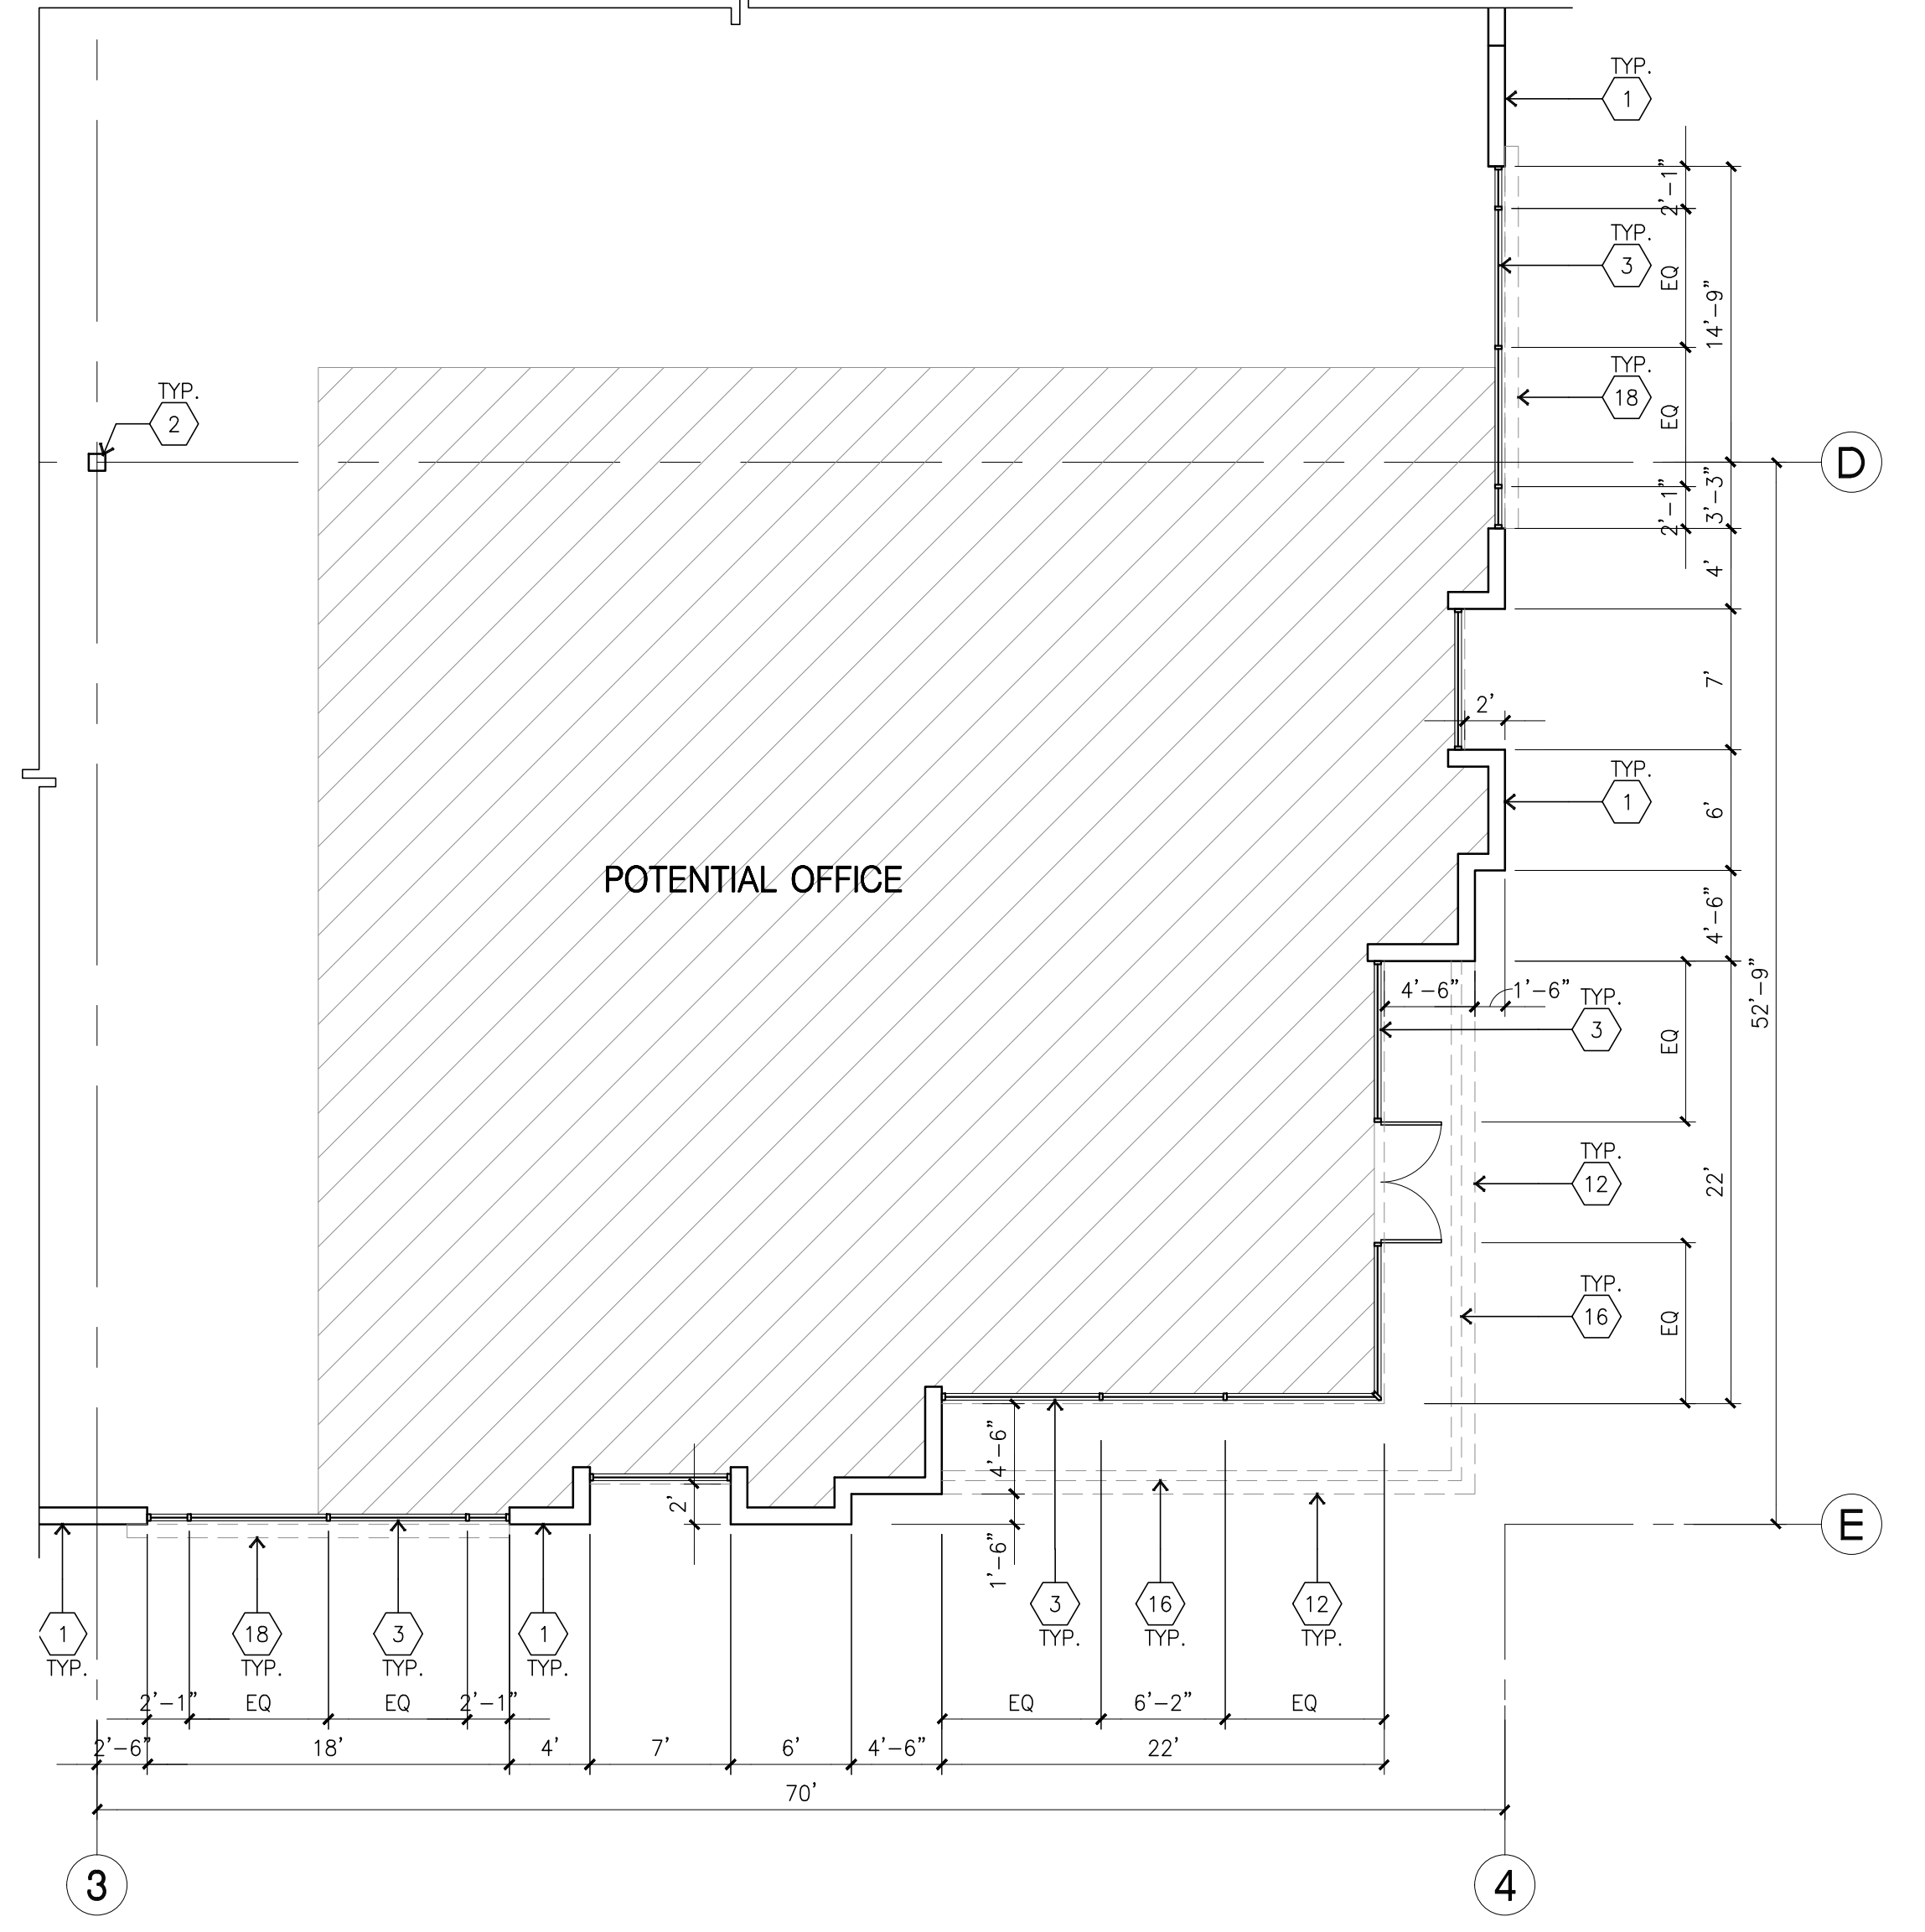 TYP.
1
2'-1"
TYP.
3
EQ
14'-9"
TYP.
18
EQ
TYP.
2
D
2'-1"
3'-3"
4'
7'
2'
TYP.
1
6'
POTENTIAL OFFICE
4'-6"
4'-6"
1'-6"
TYP.
3
EQ
52'-9"
TYP.
12
22'
TYP.
16
EQ
4'-6"
2'
E
1'-6"
1
TYP.
18
TYP.
3
TYP.
1
TYP.
3
TYP.
16
TYP.
12
TYP.
2'-1"
EQ
EQ
2'-1"
EQ
6'-2"
EQ
2'-6"
18'
4'
7'
6'
4'-6"
22'
70'
3
4